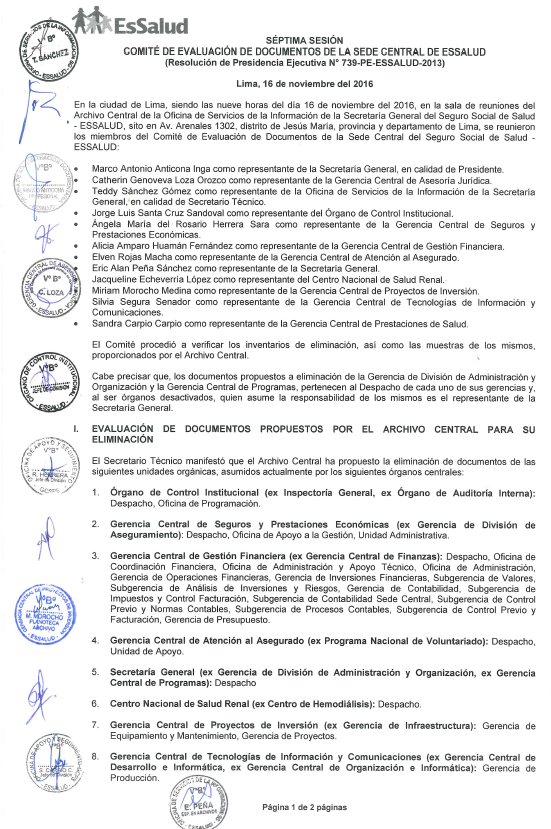 EsSalud
SÉPTIMA SESIÓN
COMITÉ DE EVALUACIÓN DE DOCUMENTOS DE LA SEDE CENTRAL DE ESSALUD
(Resolución de Presidencia Ejecutiva N° 739-PE-ESSALUD-2013)
Lima, 16 de noviembre del 2016
En la ciudad de Lima, siendo las nueve horas del día 16 de noviembre del 2016, en la sala de reuniones del
Archivo Central de la Oficina de Servicios de la Información de la Secretaría General del Seguro Social de Salud
- ESSALUD, sito en Av. Arenales 1302, distrito de Jesús María, provincia y departamento de Lima, se reunieron
los miembros del Comité de Evaluación de Documentos de la Sede Central del Seguro Social de Salud -
ESSALUD:
• Marco Antonio Anticona Inga como representante de la Secretaría General, en calidad de Presidente.
• Catherin Genoveva Loza Orozco como representante de la Gerencia Central de Asesoría Jurídica.
• Teddy Sánchez Gómez como representante de la Oficina de Servicios de la Información de la Secretaría
General, en calidad de Secretario Técnico.
• Jorge Luis Santa Cruz Sandoval como representante del Órgano de Control Institucional.
• Ángela María del Rosario Herrera Sara como representante de la Gerencia Central de Seguros y
Prestaciones Económicas.
• Alicia Amparo Huamán Fernández como representante de la Gerencia Central de Gestión Financiera.
• Elven Rojas Macha como representante de la Gerencia Central de Atención al Asegurado.
• Eric Alan Peña Sánchez como representante de la Secretaría General.
• Jacqueline Echeverría López como representante del Centro Nacional de Salud Renal.
• Miriam Morocho Medina como representante de la Gerencia Central de Proyectos de Inversión.
• Silvia Segura Senador como representante de la Gerencia Central de Tecnologías de Información y
Comunicaciones.
• Sandra Carpio Carpio como representante de la Gerencia Central de Prestaciones de Salud.
El Comité procedió a verificar los inventarios de eliminación, así como las muestras de los mismos,
proporcionados por el Archivo Central.
Cabe precisar que, los documentos propuestos a eliminación de la Gerencia de División de Administración y
Organización y la Gerencia Central de Programas, pertenecen al Despacho de cada uno de sus gerencias y,
al ser órganos desactivados, quien asume la responsabilidad de los mismos es el representante de la
Secretaría General.
I. EVALUACIÓN DE DOCUMENTOS PROPUESTOS POR EL ARCHIVO CENTRAL PARA SU
ELIMINACIÓN
El Secretario Técnico manifestó que el Archivo Central ha propuesto la eliminación de documentos de las
siguientes unidades orgánicas, asumidos actualmente por los siguientes órganos centrales:
1. Órgano de Control Institucional (ex Inspectoría General, ex Órgano de Auditoría Interna):
Despacho, Oficina de Programación.
2. Gerencia Central de Seguros y Prestaciones Económicas (ex Gerencia de División de
Aseguramiento): Despacho, Oficina de Apoyo a la Gestión, Unidad Administrativa.
3. Gerencia Central de Gestión Financiera (ex Gerencia Central de Finanzas): Despacho, Oficina de
Coordinación Financiera, Oficina de Administración y Apoyo Técnico, Oficina de Administración,
Gerencia de Operaciones Financieras, Gerencia de Inversiones Financieras, Subgerencia de Valores,
Subgerencia de Análisis de Inversiones y Riesgos, Gerencia de Contabilidad, Subgerencia de
Impuestos y Control Facturación, Subgerencia de Contabilidad Sede Central, Subgerencia de Control
Previo y Normas Contables, Subgerencia de Procesos Contables, Subgerencia de Control Previo y
Facturación, Gerencia de Presupuesto.
4. Gerencia Central de Atención al Asegurado (ex Programa Nacional de Voluntariado): Despacho,
Unidad de Apoyo.
5. Secretaría General (ex Gerencia de División de Administración y Organización, ex Gerencia
Central de Programas): Despacho
6. Centro Nacional de Salud Renal (ex Centro de Hemodiálisis): Despacho.
7. Gerencia Central de Proyectos de Inversión (ex Gerencia de Infraestructura): Gerencia de
Equipamiento y Mantenimiento, Gerencia de Proyectos.
8. Gerencia Central de Tecnologías de Información y Comunicaciones (ex Gerencia Central de
Desarrollo e Informática, ex Gerencia Central de Organización e Informática): Gerencia de
Producción.
Página 1 de 2 páginas
T. SÁNCHEZ
ESSALUD
V°B°
C. LOZA
ESSALUD
ÓRGANO DE CONTROL INSTITUCIONAL
V°B°
ESSALUD
V°B°
R. HERRERA
Jefe de División
V°B°
M. MOROCHO
PLANOTECA
ARCHIVO
ESSALUD
V°B°
E. PEÑA
ESP. EN ARCHIVOS
ESSALUD